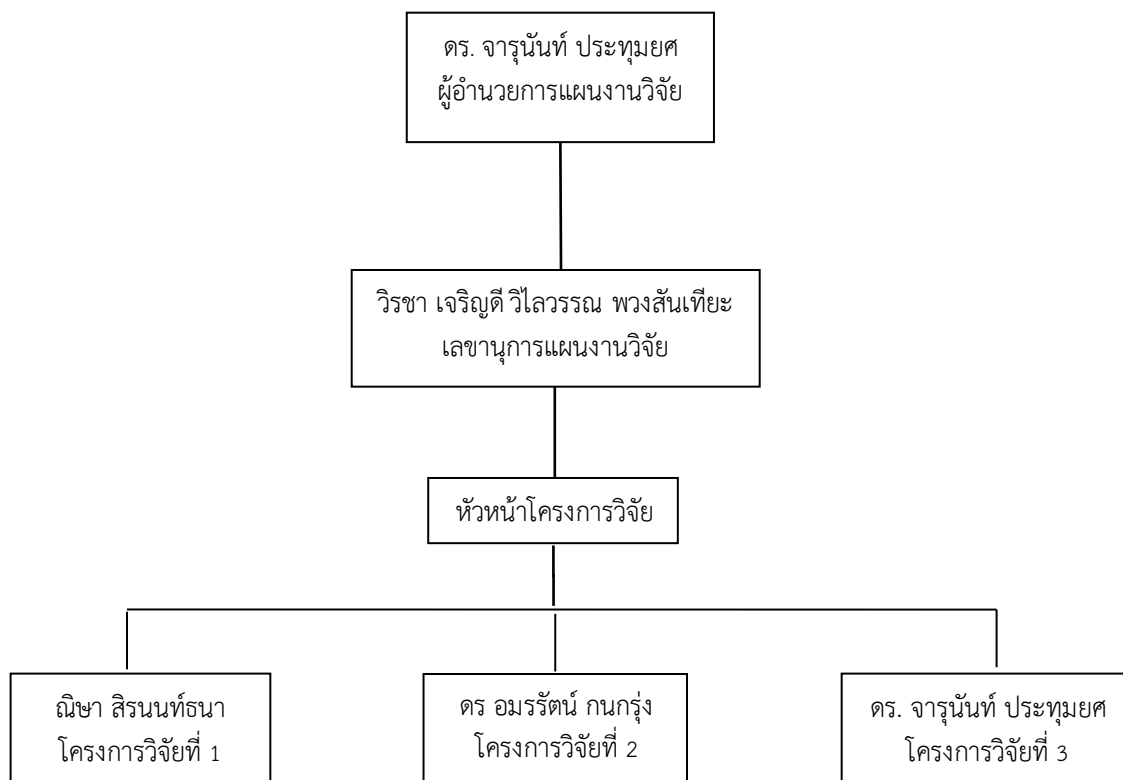 ดร. จารุนันท์ ประทุมยศ
ผู้อำนวยการแผนงานวิจัย
วิรชา เจริญดี วิไลวรรณ พวงสันเทียะ
เลขานุการแผนงานวิจัย
หัวหน้าโครงการวิจัย
ณิษา สิรนนท์ธนา
โครงการวิจัยที่ 1
ดร อมรรัตน์ กนกรุ่ง
โครงการวิจัยที่ 2
ดร. จารุนันท์ ประทุมยศ
โครงการวิจัยที่ 3